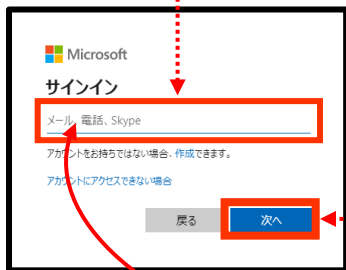 Microsoft
サインイン
メール、電話、Skype
アカウントをお持ちではない場合、作成できます。
アカウントにアクセスできない場合
戻る
次へ